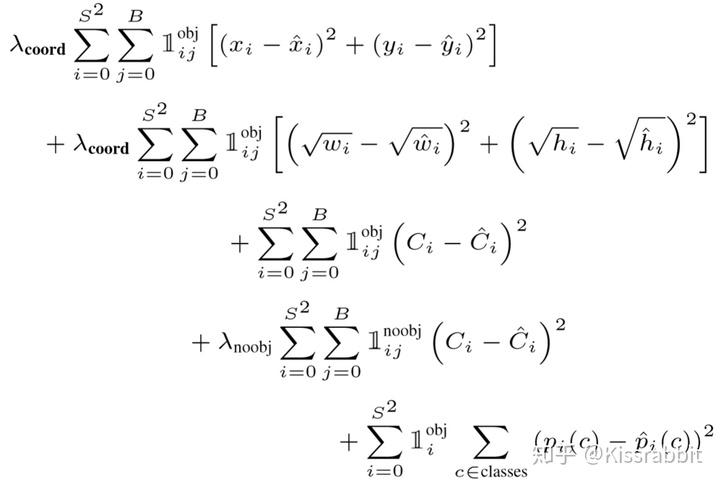 λ_coord ∑_{i=0}^{S^2} ∑_{j=0}^{B} 𝟙_{ij}^{obj} [(x_i − x̂_i)^2 + (y_i − ŷ_i)^2]
+ λ_coord ∑_{i=0}^{S^2} ∑_{j=0}^{B} 𝟙_{ij}^{obj} [(√w_i − √ŵ_i)^2 + (√h_i − √ĥ_i)^2]
+ ∑_{i=0}^{S^2} ∑_{j=0}^{B} 𝟙_{ij}^{obj} (C_i − Ĉ_i)^2
+ λ_noobj ∑_{i=0}^{S^2} ∑_{j=0}^{B} 𝟙_{ij}^{noobj} (C_i − Ĉ_i)^2
+ ∑_{i=0}^{S^2} 𝟙_i^{obj} ∑_{c∈classes} (p_i(c) − p̂_i(c))^2
知乎 @Kissrabbit